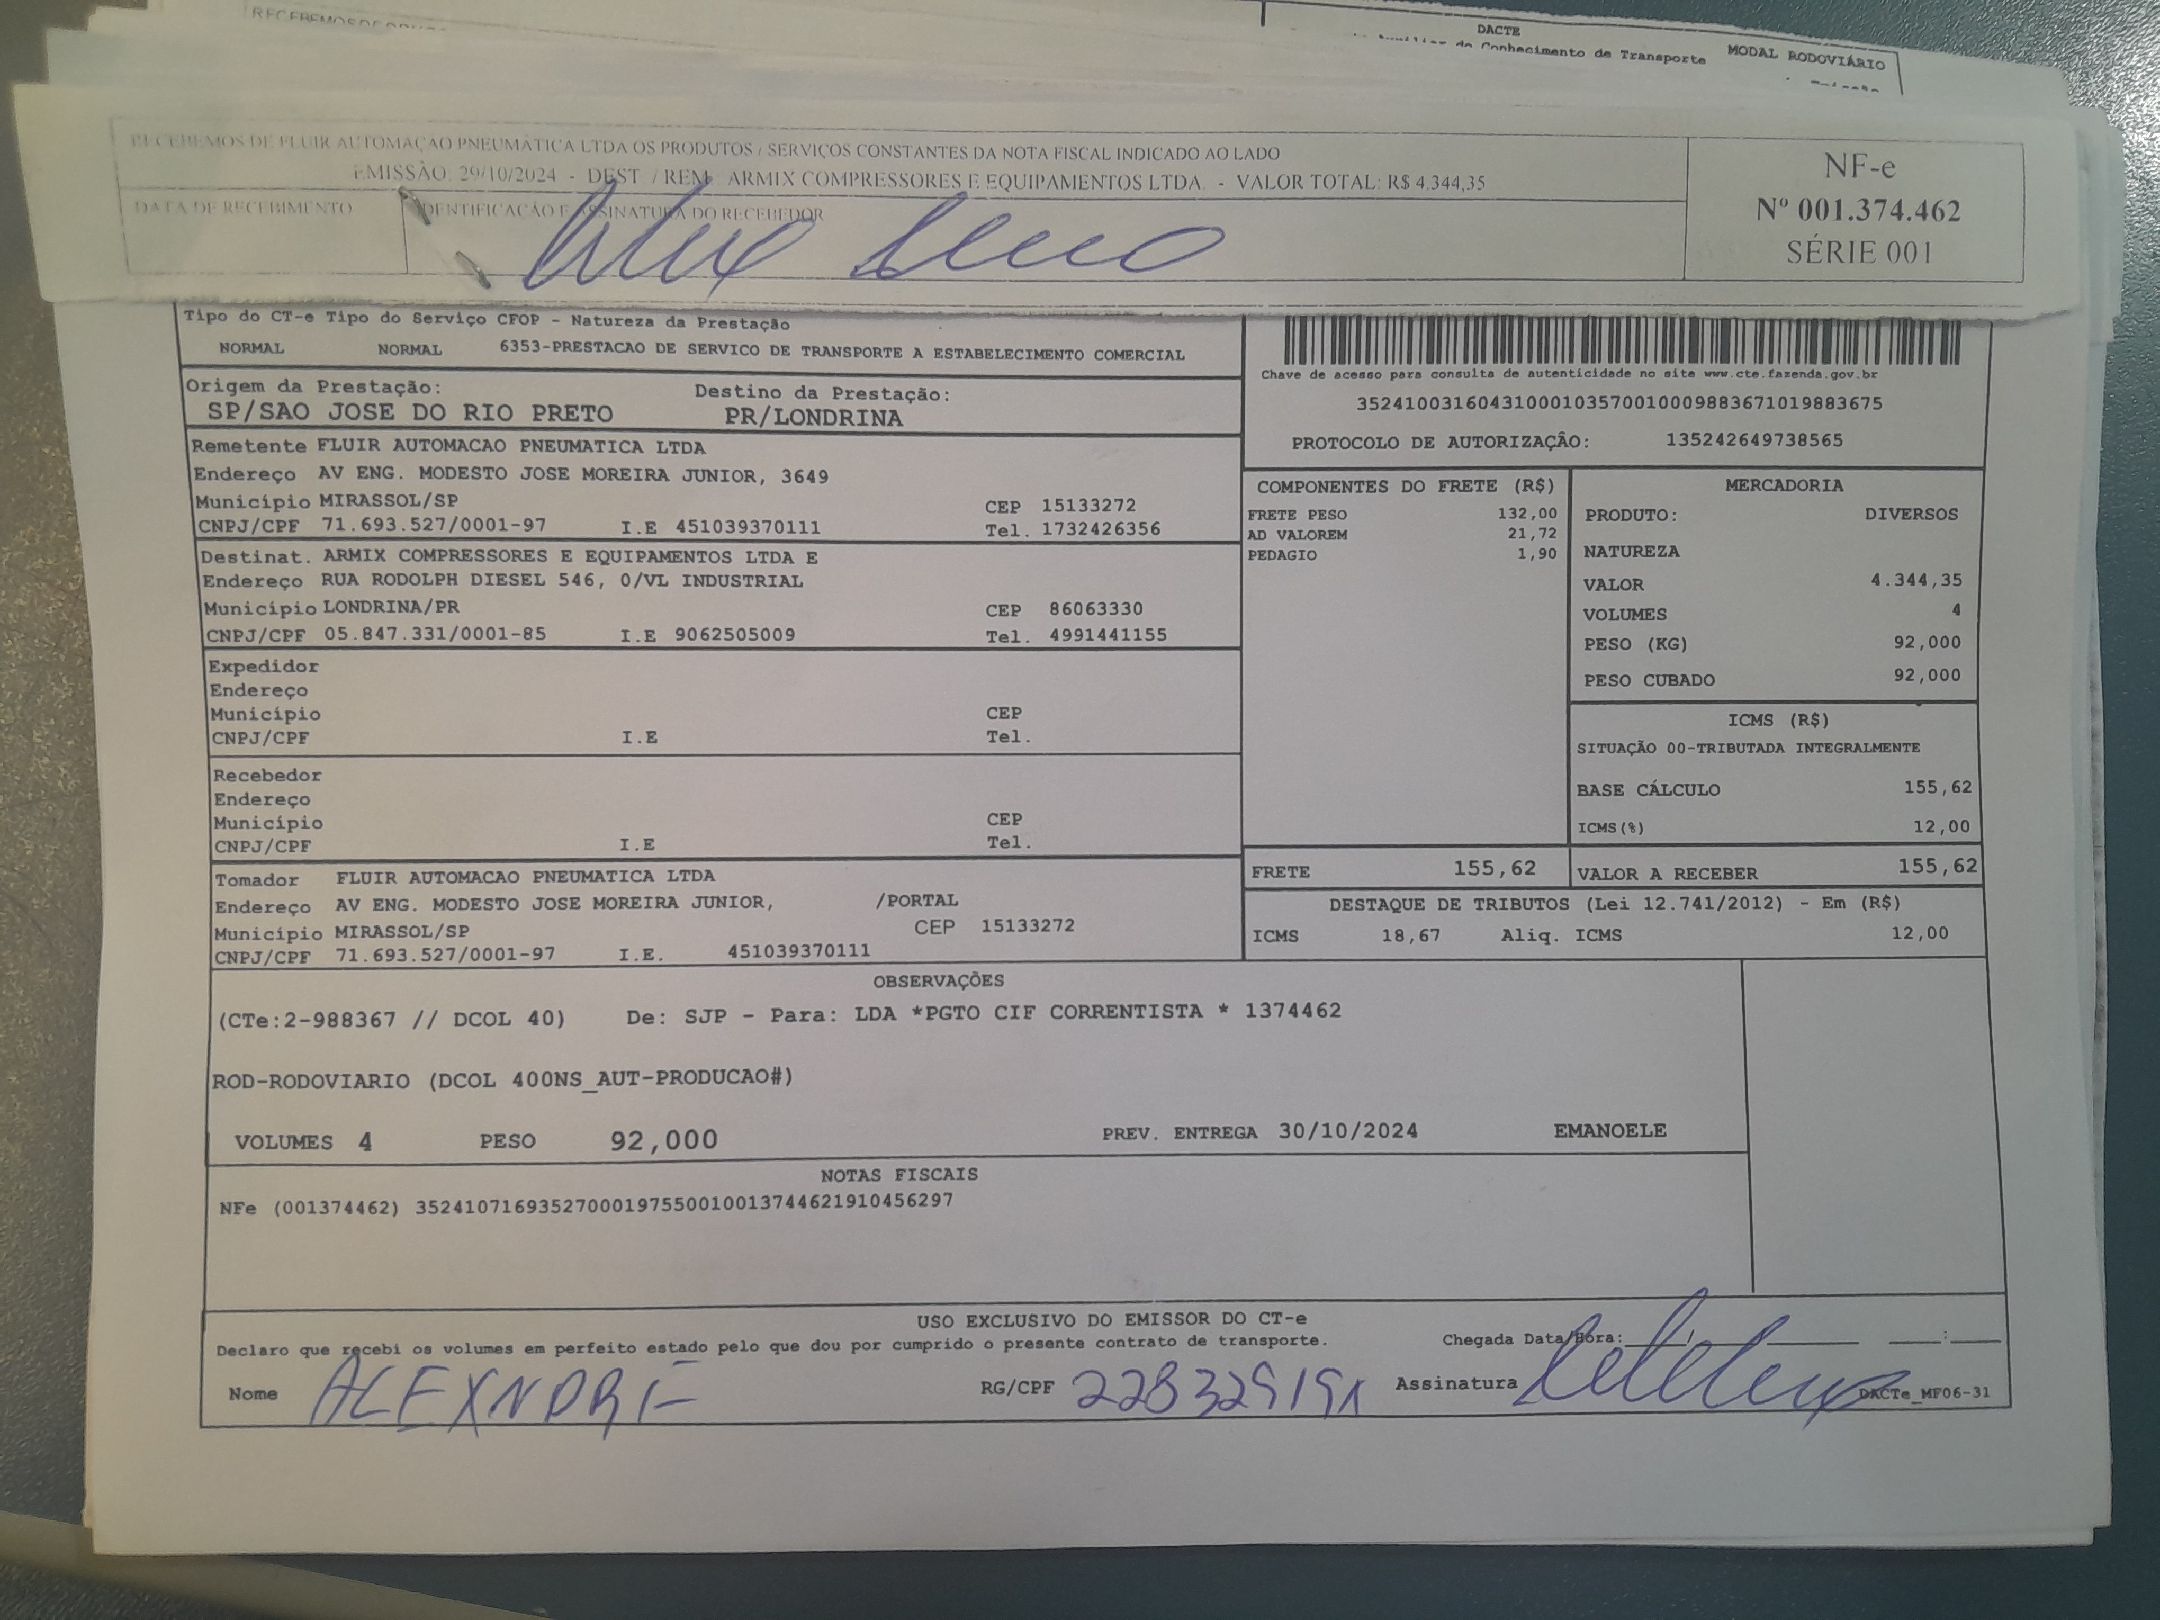 DACTE
do Conhecimento de Transporte MODAL RODOVIÁRIO
RECEBEMOS DE FLUIR AUTOMAÇÃO PNEUMÁTICA LTDA OS PRODUTOS / SERVIÇOS CONSTANTES DA NOTA FISCAL INDICADO AO LADO
EMISSÃO: 29/10/2024 - DEST. / REM: ARMIX COMPRESSORES E EQUIPAMENTOS LTDA. - VALOR TOTAL: R$ 4.344,35
DATA DE RECEBIMENTO IDENTIFICAÇÃO E ASSINATURA DO RECEBEDOR
NF-e
Nº 001.374.462
SÉRIE 001
Tipo do CT-e Tipo do Serviço CFOP - Natureza da Prestação
NORMAL NORMAL 6353-PRESTACAO DE SERVICO DE TRANSPORTE A ESTABELECIMENTO COMERCIAL
Origem da Prestação: Destino da Prestação:
SP/SAO JOSE DO RIO PRETO PR/LONDRINA
Chave de acesso para consulta de autenticidade no site www.cte.fazenda.gov.br
35241003160431000103570010009883671019883675
PROTOCOLO DE AUTORIZAÇÃO: 135242649738565
Remetente FLUIR AUTOMACAO PNEUMATICA LTDA
Endereço AV ENG. MODESTO JOSE MOREIRA JUNIOR, 3649
Município MIRASSOL/SP CEP 15133272
CNPJ/CPF 71.693.527/0001-97 I.E 451039370111 Tel. 1732426356
Destinat. ARMIX COMPRESSORES E EQUIPAMENTOS LTDA E
Endereço RUA RODOLPH DIESEL 546, 0/VL INDUSTRIAL
Município LONDRINA/PR CEP 86063330
CNPJ/CPF 05.847.331/0001-85 I.E 9062505009 Tel. 4991441155
Expedidor
Endereço
Município CEP
CNPJ/CPF I.E Tel.
Recebedor
Endereço
Município CEP
CNPJ/CPF I.E Tel.
Tomador FLUIR AUTOMACAO PNEUMATICA LTDA
Endereço AV ENG. MODESTO JOSE MOREIRA JUNIOR, /PORTAL
Município MIRASSOL/SP CEP 15133272
CNPJ/CPF 71.693.527/0001-97 I.E. 451039370111
COMPONENTES DO FRETE (R$)
FRETE PESO 132,00
AD VALOREM 21,72
PEDAGIO 1,90
MERCADORIA
PRODUTO: DIVERSOS
NATUREZA
VALOR 4.344,35
VOLUMES 4
PESO (KG) 92,000
PESO CUBADO 92,000
ICMS (R$)
SITUAÇÃO 00-TRIBUTADA INTEGRALMENTE
BASE CÁLCULO 155,62
ICMS(%) 12,00
FRETE 155,62 VALOR A RECEBER 155,62
DESTAQUE DE TRIBUTOS (Lei 12.741/2012) - Em (R$)
ICMS 18,67 Aliq. ICMS 12,00
OBSERVAÇÕES
(CTe:2-988367 // DCOL 40) De: SJP - Para: LDA *PGTO CIF CORRENTISTA * 1374462
ROD-RODOVIARIO (DCOL 400NS_AUT-PRODUCAO#)
VOLUMES 4 PESO 92,000 PREV. ENTREGA 30/10/2024 EMANOELE
NOTAS FISCAIS
NFe (001374462) 35241071693527000197550010013744621910456297
USO EXCLUSIVO DO EMISSOR DO CT-e
Declaro que recebi os volumes em perfeito estado pelo que dou por cumprido o presente contrato de transporte. Chegada Data/Hora: / :
Nome ALEXNDRE RG/CPF Assinatura DACTe_MF06-31